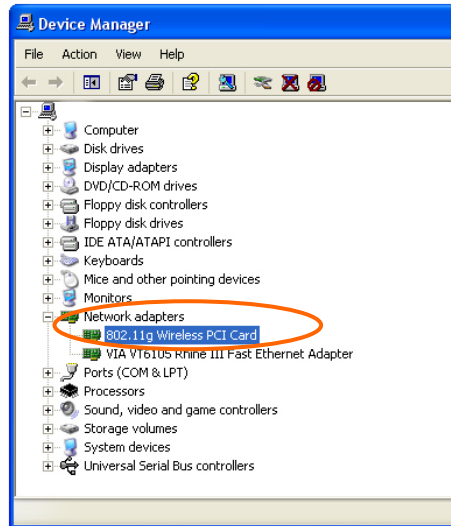 Device Manager
File Action View Help
Computer
Disk drives
Display adapters
DVD/CD-ROM drives
Floppy disk controllers
Floppy disk drives
IDE ATA/ATAPI controllers
Keyboards
Mice and other pointing devices
Monitors
Network adapters
802.11g Wireless PCI Card
VIA VT6105 Rhine III Fast Ethernet Adapter
Ports (COM & LPT)
Processors
Sound, video and game controllers
Storage volumes
System devices
Universal Serial Bus controllers